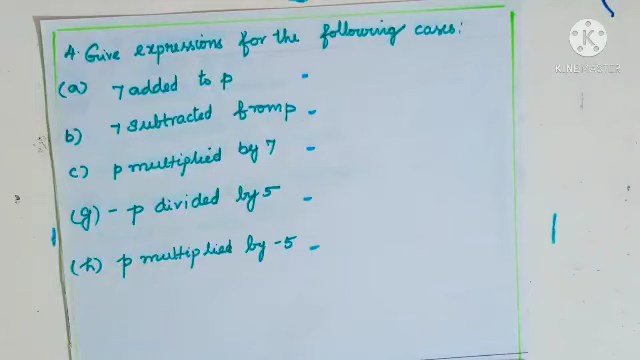 4. Give expressions for the following cases:
(a) 7 added to p -
b) 7 subtracted from p -
c) p multiplied by 7 -
(g) - p divided by 5 -
(h) p multiplied by -5 -
KINEMASTER